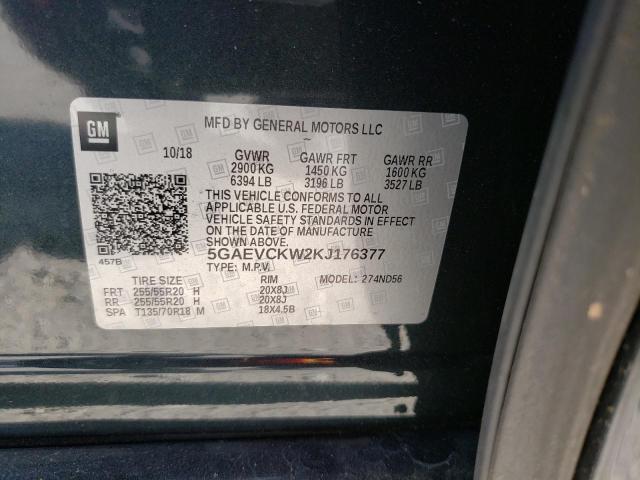 GM
MFD BY GENERAL MOTORS LLC
~
10/18 GVWR GAWR FRT GAWR RR
2900 KG 1450 KG 1600 KG
6394 LB 3196 LB 3527 LB
THIS VEHICLE CONFORMS TO ALL
APPLICABLE U.S. FEDERAL MOTOR
VEHICLE SAFETY STANDARDS IN EFFECT
ON THE DATE OF MANUFACTURE
SHOWN ABOVE.
457B
5GAEVCKW2KJ176377
TYPE: M.P.V.
TIRE SIZE RIM MODEL: 274ND56
FRT 255/55R20 H 20X8J
RR 255/55R20 H 20X8J
SPA T135/70R18 M 18X4.5B